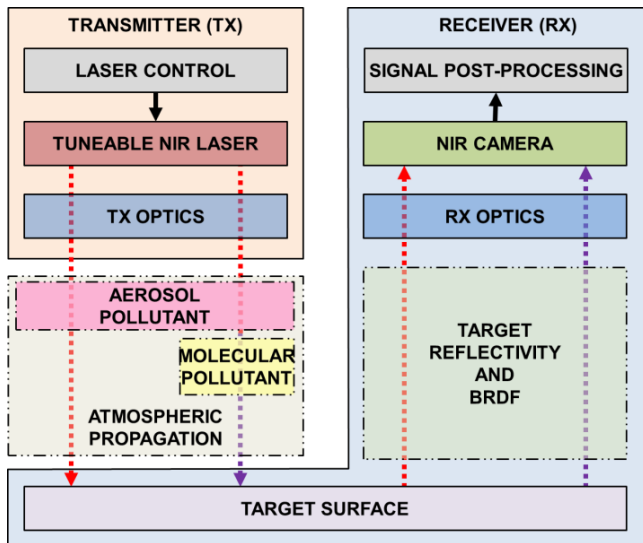 TRANSMITTER (TX)
LASER CONTROL
TUNEABLE NIR LASER
TX OPTICS
AEROSOL
POLLUTANT
MOLECULAR
POLLUTANT
ATMOSPHERIC
PROPAGATION
RECEIVER (RX)
SIGNAL POST-PROCESSING
NIR CAMERA
RX OPTICS
TARGET
REFLECTIVITY
AND
BRDF
TARGET SURFACE